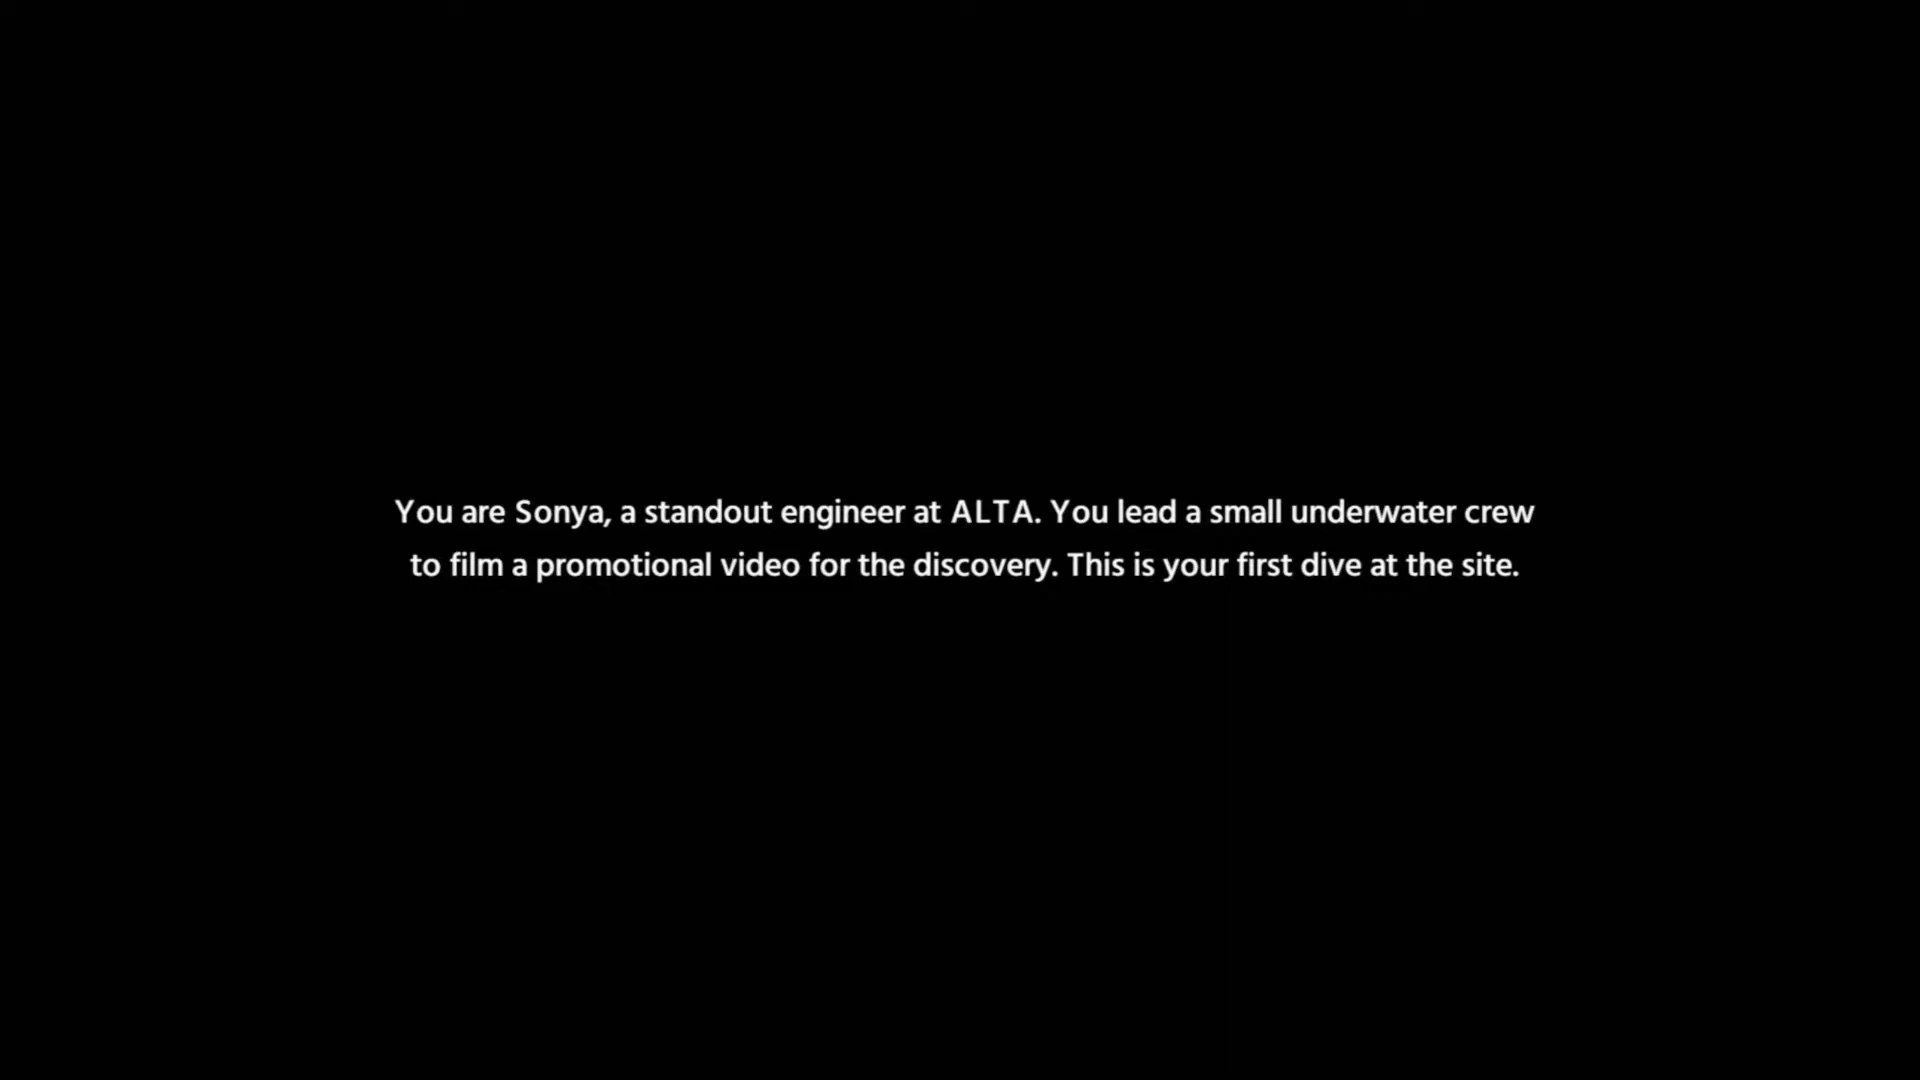 You are Sonya, a standout engineer at ALTA. You lead a small underwater crew
to film a promotional video for the discovery. This is your first dive at the site.